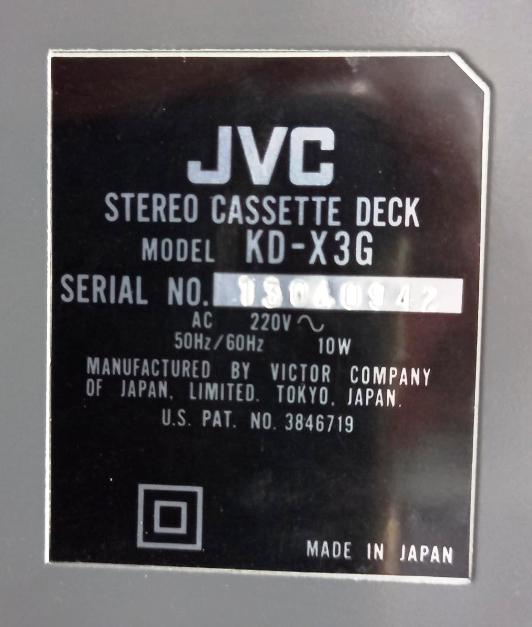 JVC
STEREO CASSETTE DECK
MODEL KD-X3G
SERIAL NO. 13040942
AC 220V ~
50Hz/60Hz 10W
MANUFACTURED BY VICTOR COMPANY
OF JAPAN, LIMITED. TOKYO, JAPAN.
U.S. PAT. NO. 3846719
MADE IN JAPAN